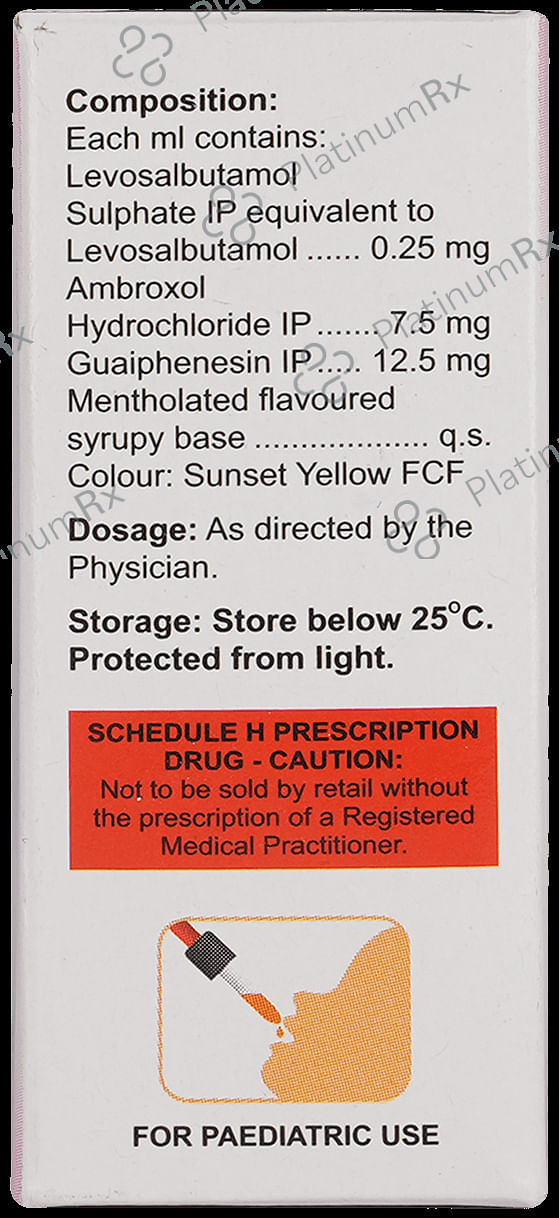 Composition:
Each ml contains:
Levosalbutamol
Sulphate IP equivalent to
Levosalbutamol ...... 0.25 mg
Ambroxol
Hydrochloride IP ....... 7.5 mg
Guaiphenesin IP ..... 12.5 mg
Mentholated flavoured
syrupy base ................... q.s.
Colour: Sunset Yellow FCF
Dosage: As directed by the
Physician.
Storage: Store below 25°C.
Protected from light.
SCHEDULE H PRESCRIPTION
DRUG - CAUTION:
Not to be sold by retail without
the prescription of a Registered
Medical Practitioner.
FOR PAEDIATRIC USE
PlatinumRx
PlatinumRx